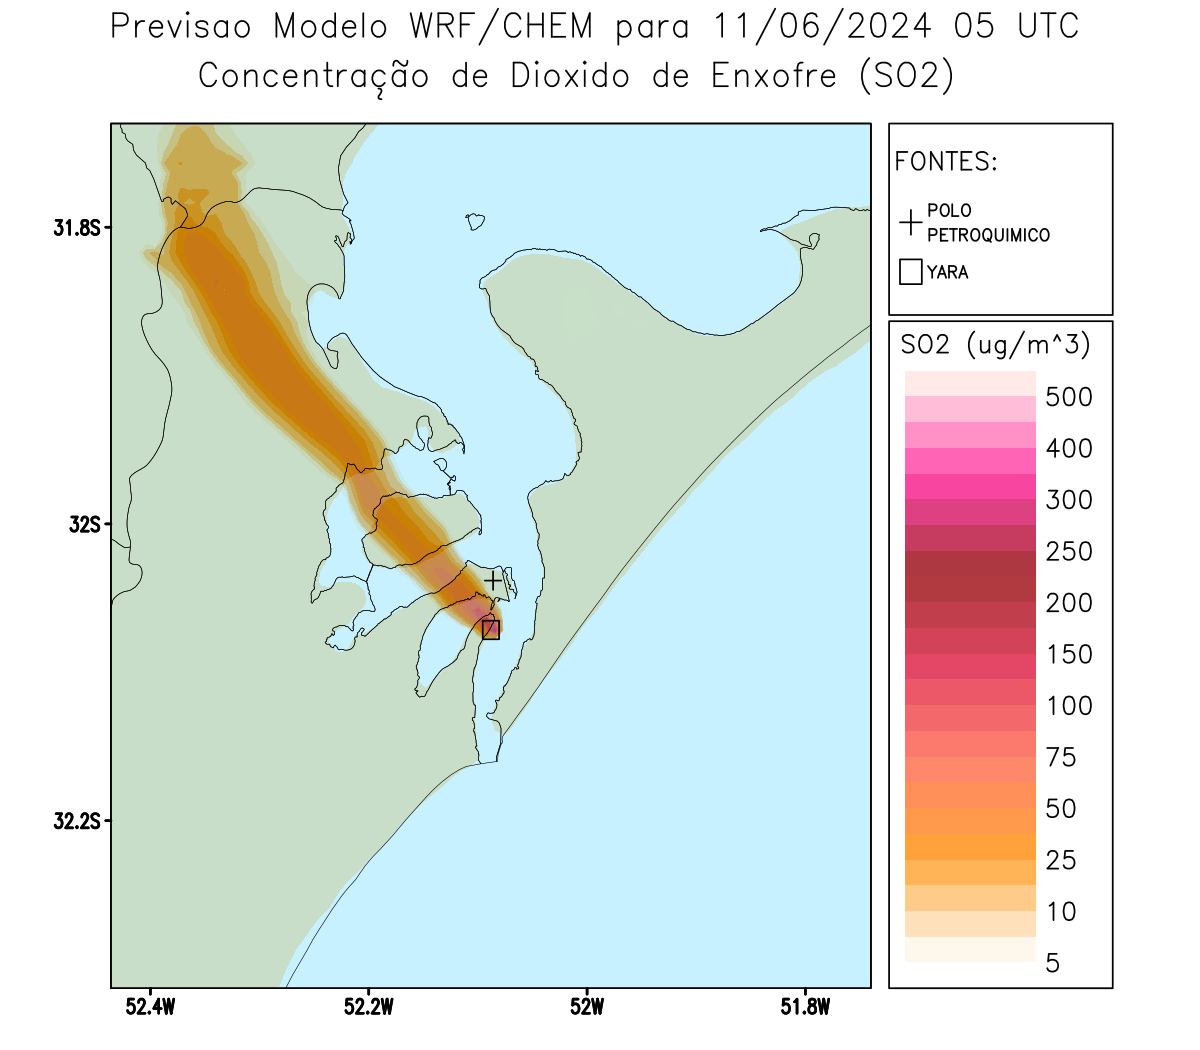 Previsao Modelo WRF/CHEM para 11/06/2024 05 UTC
Concentração de Dioxido de Enxofre (SO2)
FONTES:
POLO
PETROQUIMICO
YARA
SO2 (ug/m^3)
500
400
300
250
200
150
100
75
50
25
10
5
31.8S
32S
32.2S
52.4W
52.2W
52W
51.8W